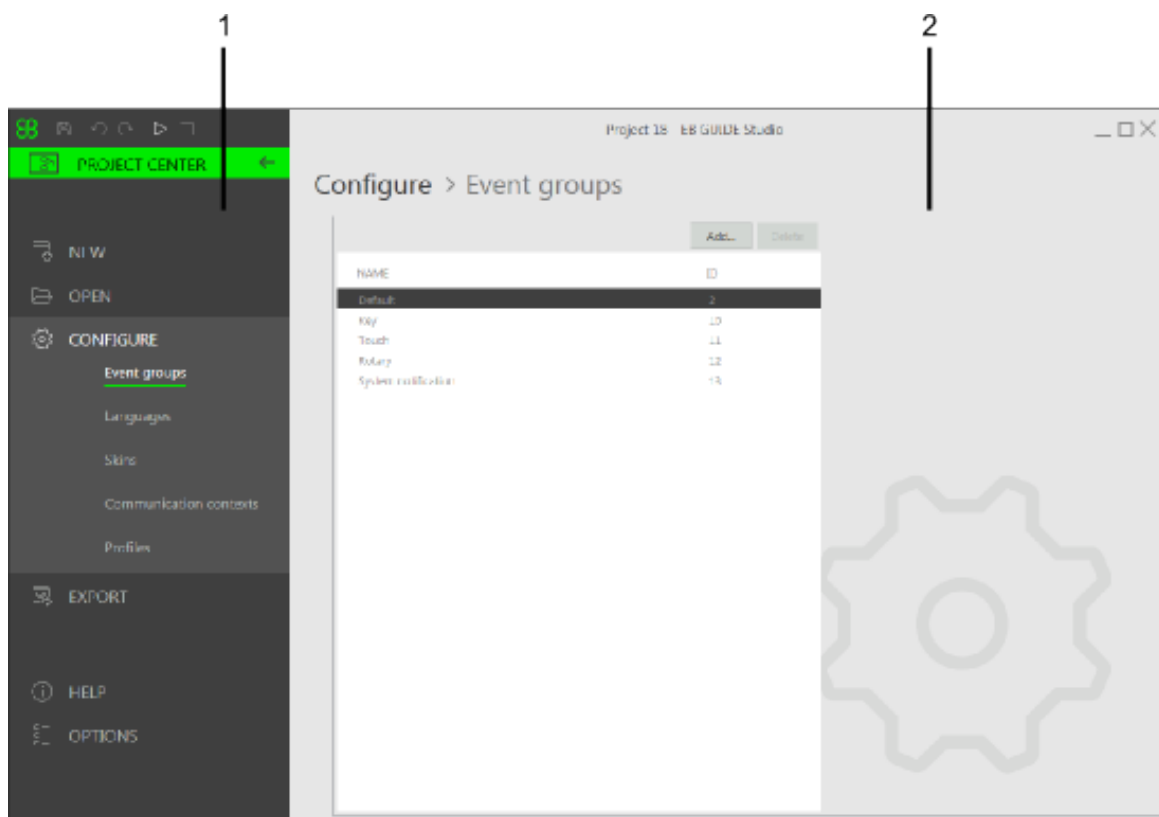 1
2
Project 18 EB GUIDE Studio
PROJECT CENTER
Configure > Event groups
NEW
OPEN
CONFIGURE
Event groups
Languages
Skins
Communication contexts
Profiles
EXPORT
HELP
OPTIONS
Add... Delete
NAME ID
Default 2
Key 10
Touch 11
Rotary 12
System notification 13